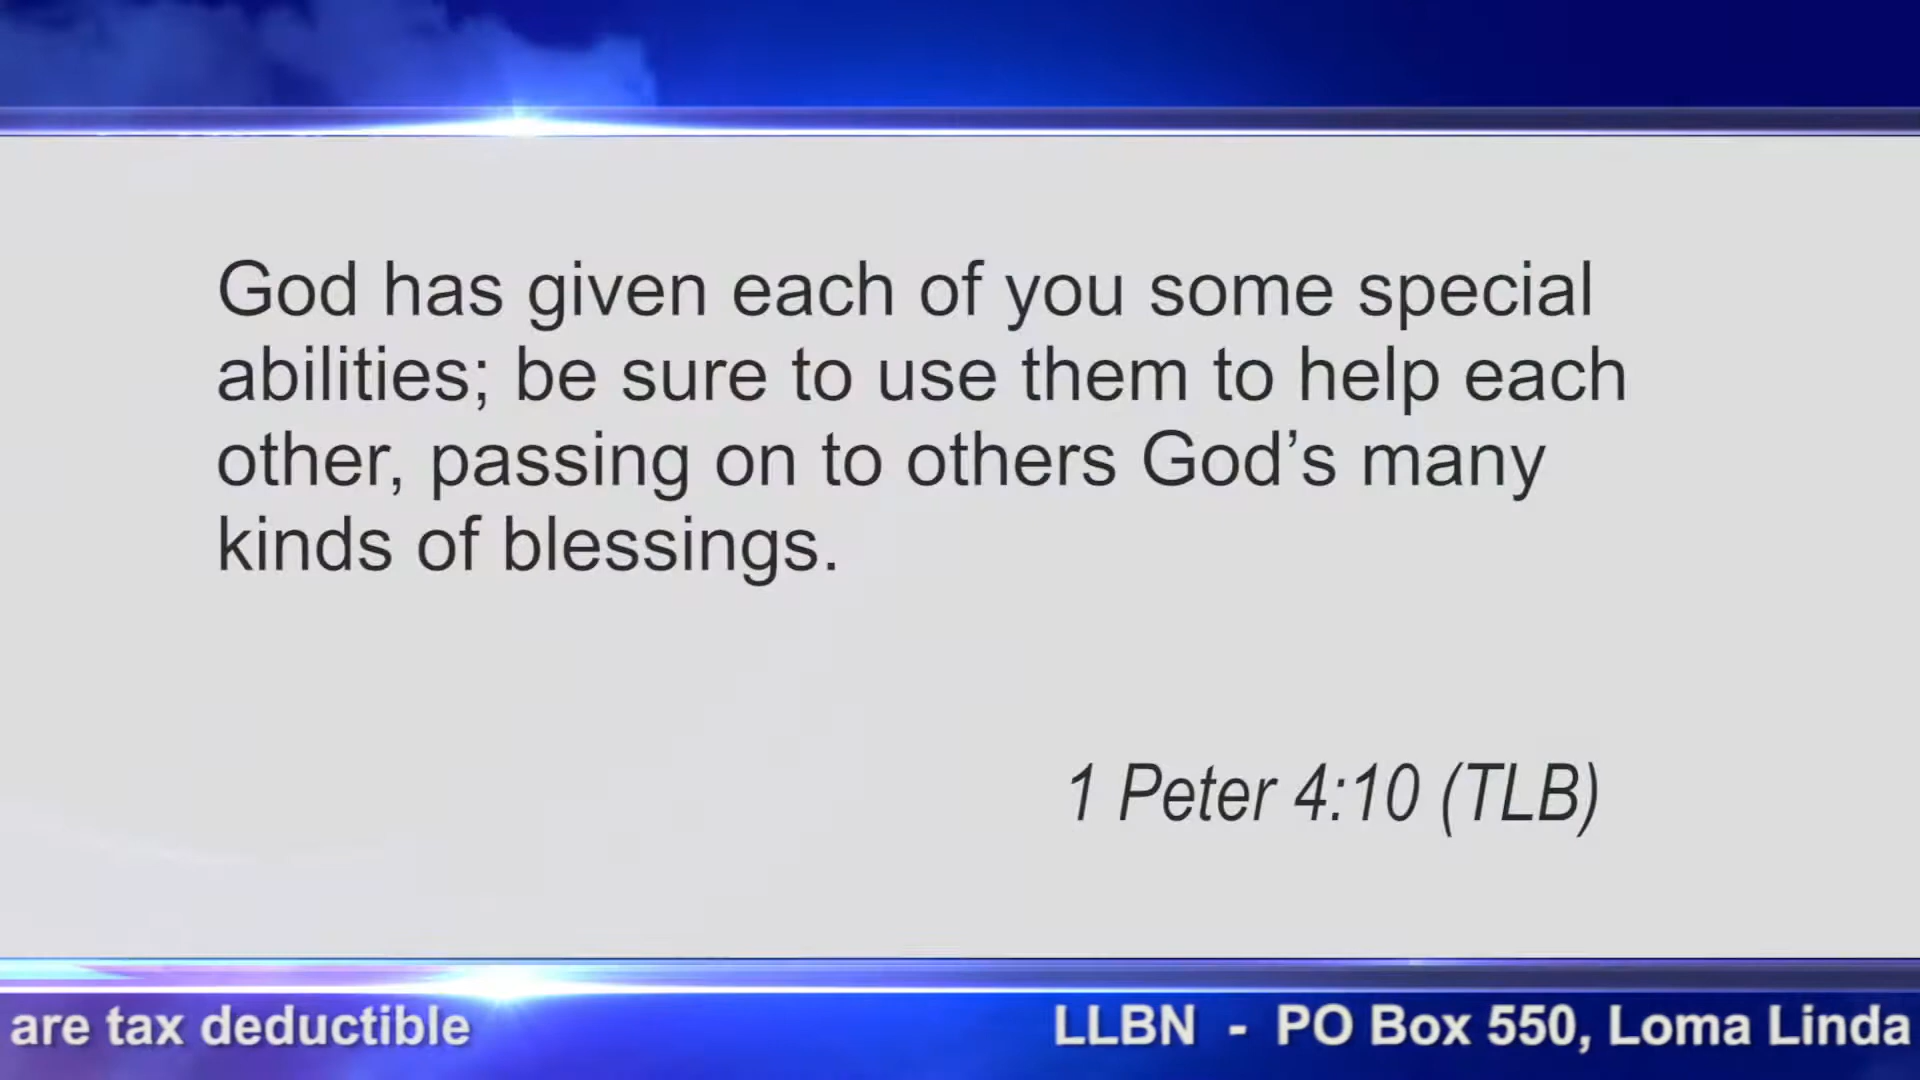 God has given each of you some special
abilities; be sure to use them to help each
other, passing on to others God’s many
kinds of blessings.
1 Peter 4:10 (TLB)
are tax deductible LLBN - PO Box 550, Loma Linda